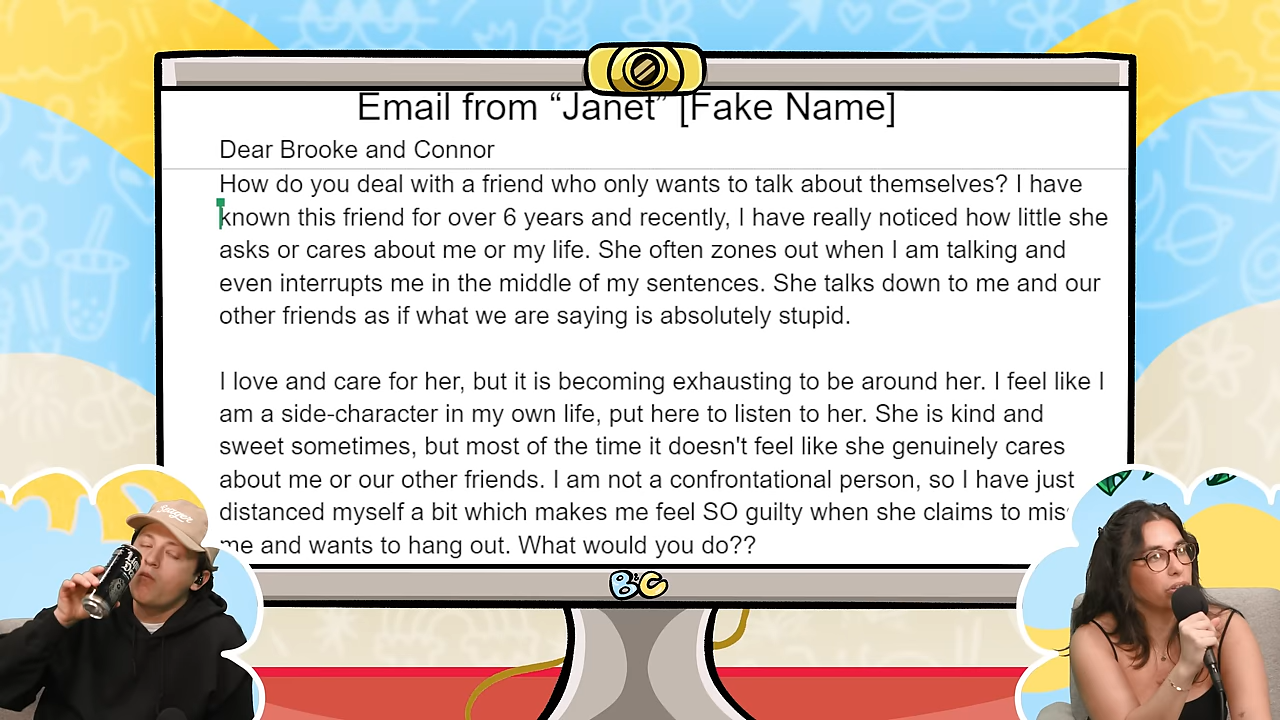 Email from “Janet” [Fake Name]
Dear Brooke and Connor
How do you deal with a friend who only wants to talk about themselves? I have
known this friend for over 6 years and recently, I have really noticed how little she
asks or cares about me or my life. She often zones out when I am talking and
even interrupts me in the middle of my sentences. She talks down to me and our
other friends as if what we are saying is absolutely stupid.
I love and care for her, but it is becoming exhausting to be around her. I feel like I
am a side-character in my own life, put here to listen to her. She is kind and
sweet sometimes, but most of the time it doesn't feel like she genuinely cares
about me or our other friends. I am not a confrontational person, so I have just
distanced myself a bit which makes me feel SO guilty when she claims to mis
me and wants to hang out. What would you do??
B&C